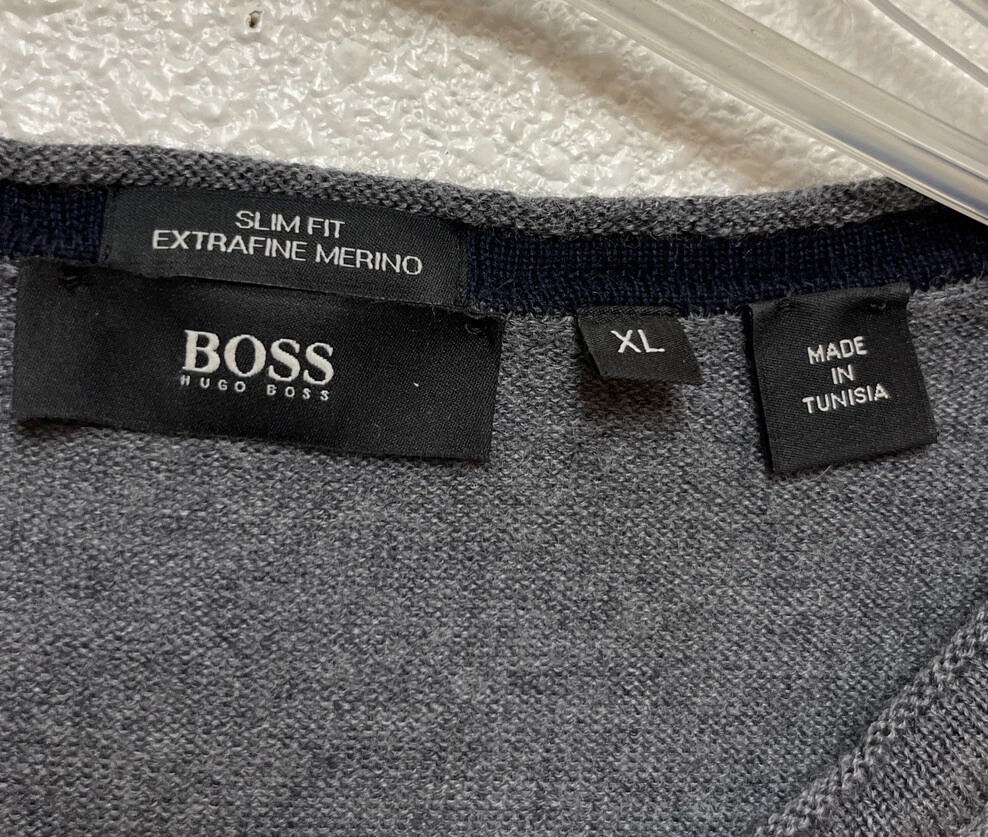 SLIM FIT
EXTRAFINE MERINO
BOSS
HUGO BOSS
XL
MADE
IN
TUNISIA